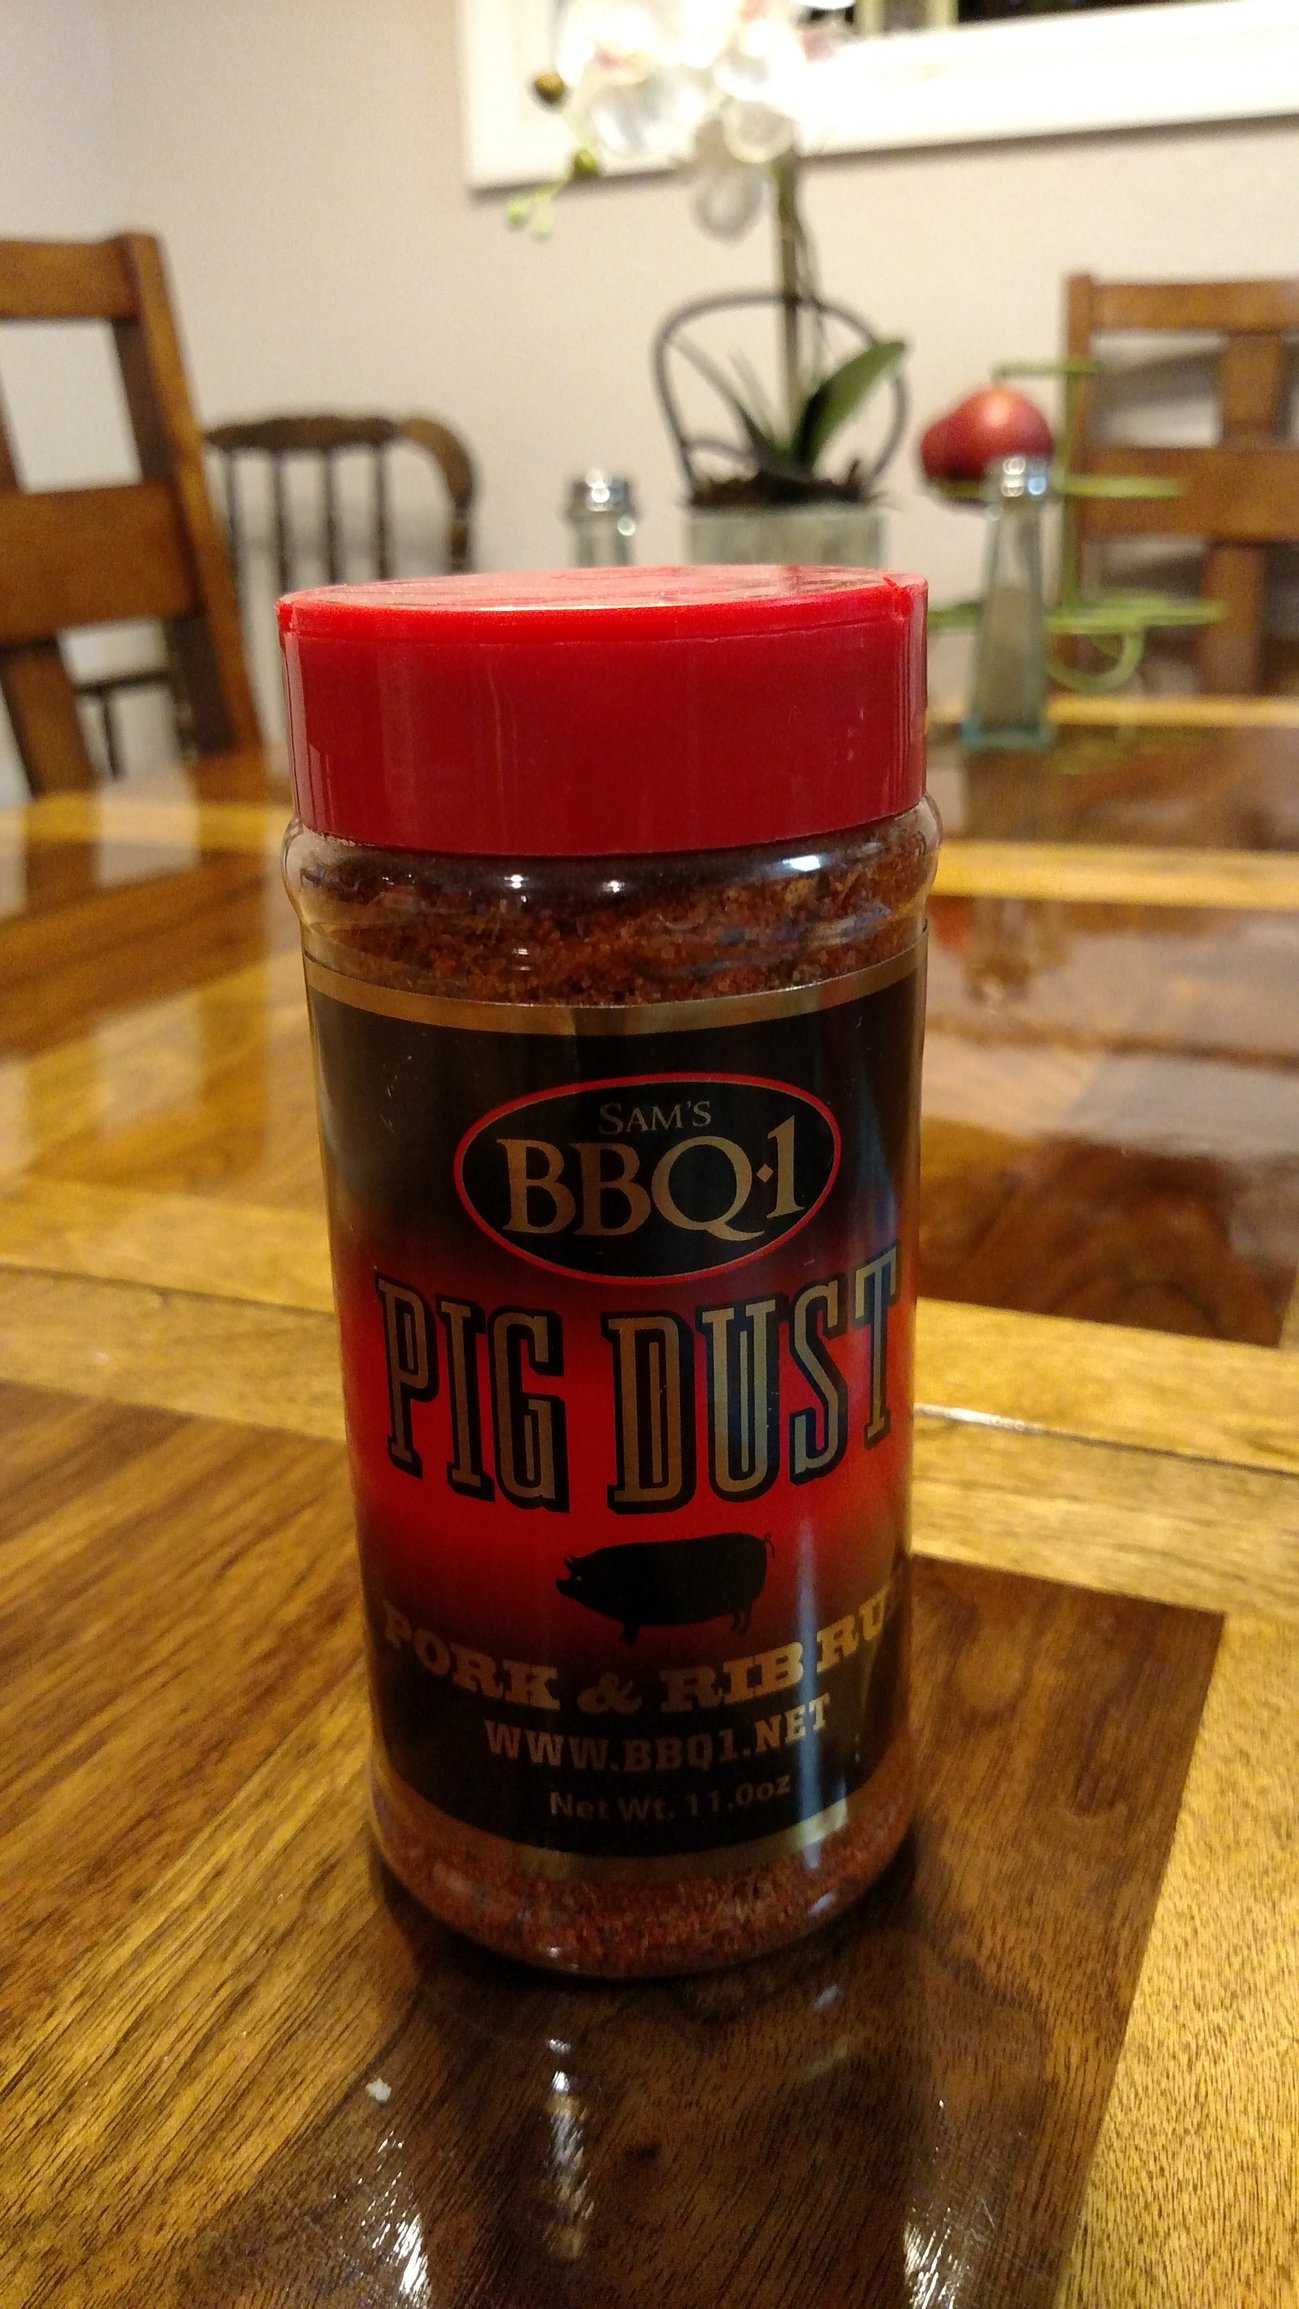 SAM'S
BBQ·1
PIG DUST
PORK & RIB RU
WWW.BBQ1.NET
Net Wt. 11.0oz